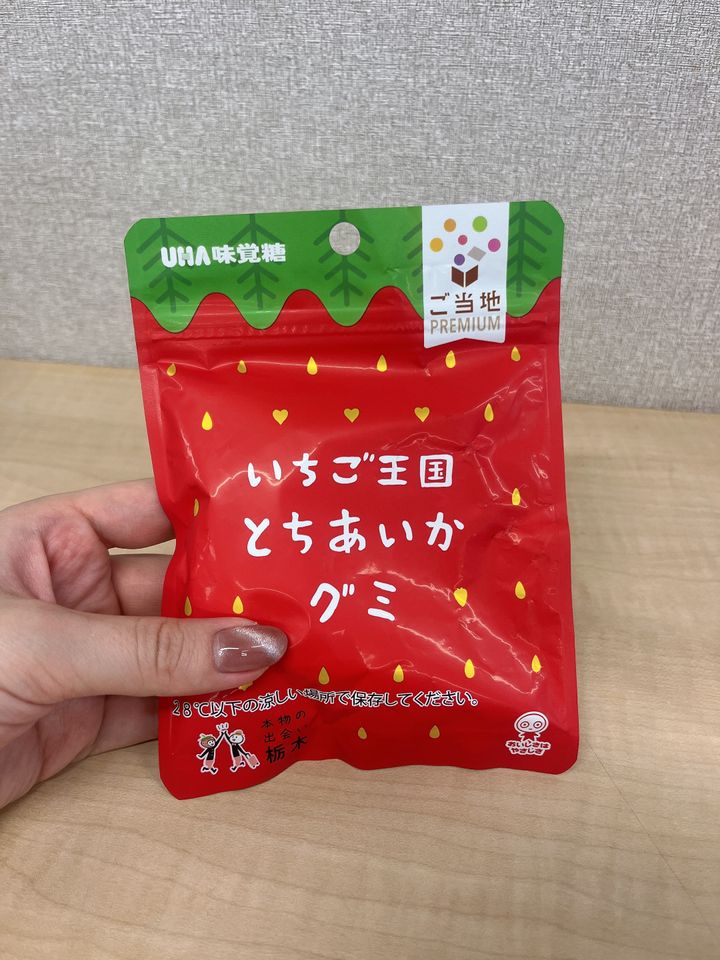 UHA味覚糖
ご当地
PREMIUM
いちご王国
とちあいか
グミ
28℃以下の涼しい場所で保存してください。
本物の
出会い
栃木
おいしさは
やさしさ